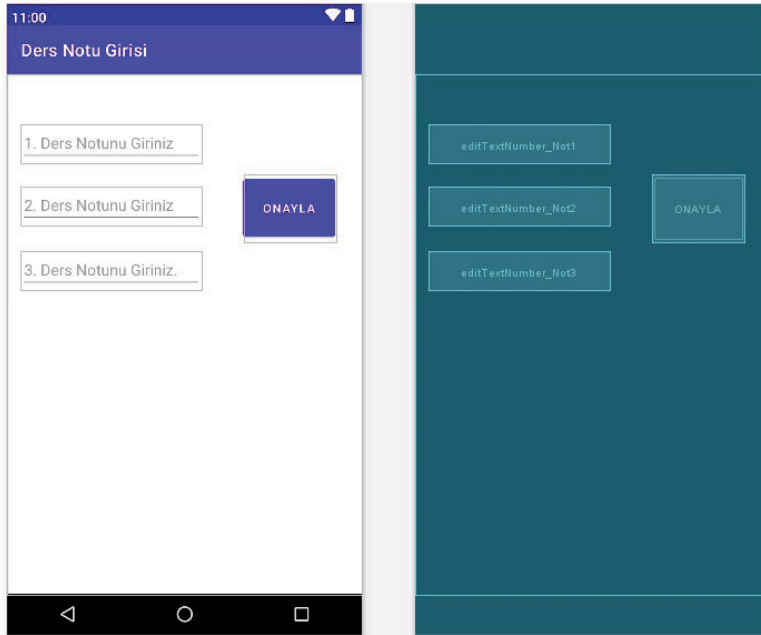 11:00
Ders Notu Girisi
1. Ders Notunu Giriniz
2. Ders Notunu Giriniz
ONAYLA
3. Ders Notunu Giriniz.
editTextNumber_Not1
editTextNumber_Not2
ONAYLA
editTextNumber_Not3